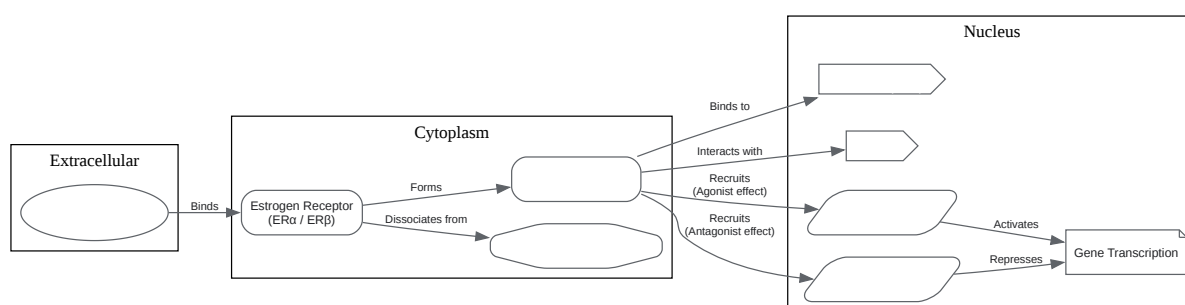 Nucleus
Binds to
Cytoplasm
Extracellular
Interacts with
Forms
Recruits
(Agonist effect)
Binds
Estrogen Receptor
(ERα / ERβ)
Dissociates from
Recruits
(Antagonist effect)
Activates
Gene Transcription
Represses